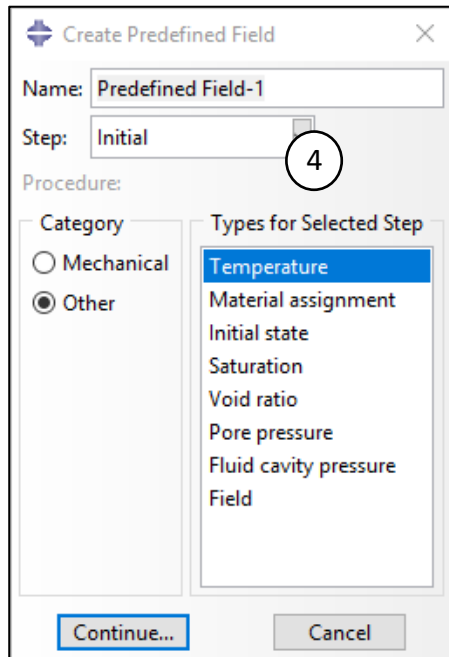 Create Predefined Field
Name: Predefined Field-1
Step: Initial
4
Procedure:
Category
Mechanical
Other
Types for Selected Step
Temperature
Material assignment
Initial state
Saturation
Void ratio
Pore pressure
Fluid cavity pressure
Field
Continue... Cancel